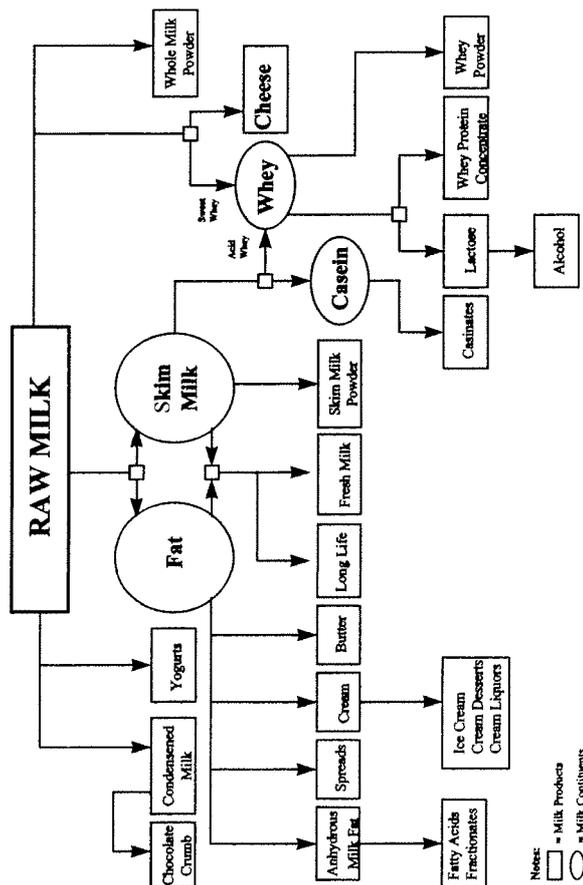 RAW MILK
Whole Milk
Powder
Cheese
Sweet
Whey
Whey
Acid
Whey
Skim
Milk
Fat
Yogurts
Condensened
Milk
Chocolate
Crumb
Casein
Whey
Powder
Whey Protein
Concentrate
Lactose
Alcohol
Casinates
Skim Milk
Powder
Fresh Milk
Long Life
Butter
Cream
Spreads
Anhydrous
Milk Fat
Ice Cream
Cream Desserts
Cream Liquors
Fatty Acids
Fractionates
Notes:
= Milk Products
= Milk Contituents